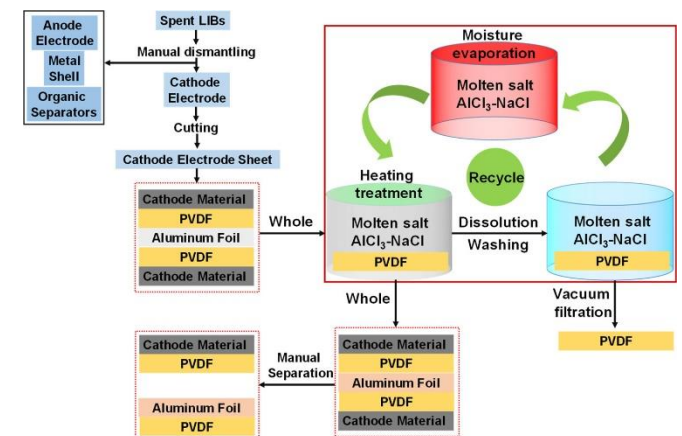 Anode
Electrode
Metal
Shell
Organic
Separators
Spent LIBs
Manual dismantling
Cathode
Electrode
Cutting
Cathode Electrode Sheet
Cathode Material
PVDF
Aluminum Foil
PVDF
Cathode Material
Whole
Moisture
evaporation
Molten salt
AlCl₃-NaCl
Recycle
Heating
treatment
Molten salt
AlCl₃-NaCl
PVDF
Dissolution
Washing
Molten salt
AlCl₃-NaCl
PVDF
Whole
Vacuum
filtration
PVDF
Cathode Material
PVDF
Aluminum Foil
PVDF
Cathode Material
Manual
Separation
Cathode Material
PVDF
Aluminum Foil
PVDF